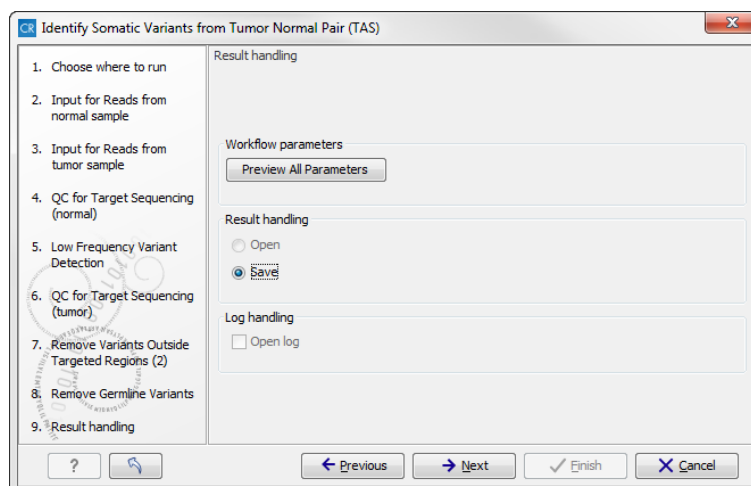 CR Identify Somatic Variants from Tumor Normal Pair (TAS)
x
1. Choose where to run
2. Input for Reads from
normal sample
3. Input for Reads from
tumor sample
4. QC for Target Sequencing
(normal)
5. Low Frequency Variant
Detection
6. QC for Target Sequencing
(tumor)
7. Remove Variants Outside
Targeted Regions (2)
8. Remove Germline Variants
9. Result handling
Result handling
Workflow parameters
Preview All Parameters
Result handling
Open
Save
Log handling
Open log
?
Previous
Next
Finish
Cancel